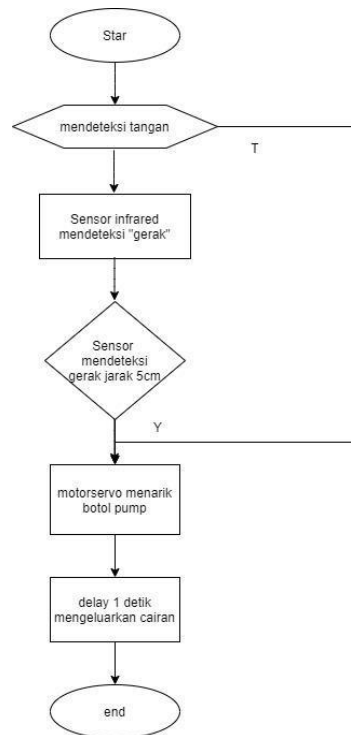 Star
mendeteksi tangan
T
Sensor infrared
mendeteksi "gerak"
Sensor
mendeteksi
gerak jarak 5cm
Y
motorservo menarik
botol pump
delay 1 detik
mengeluarkan cairan
end